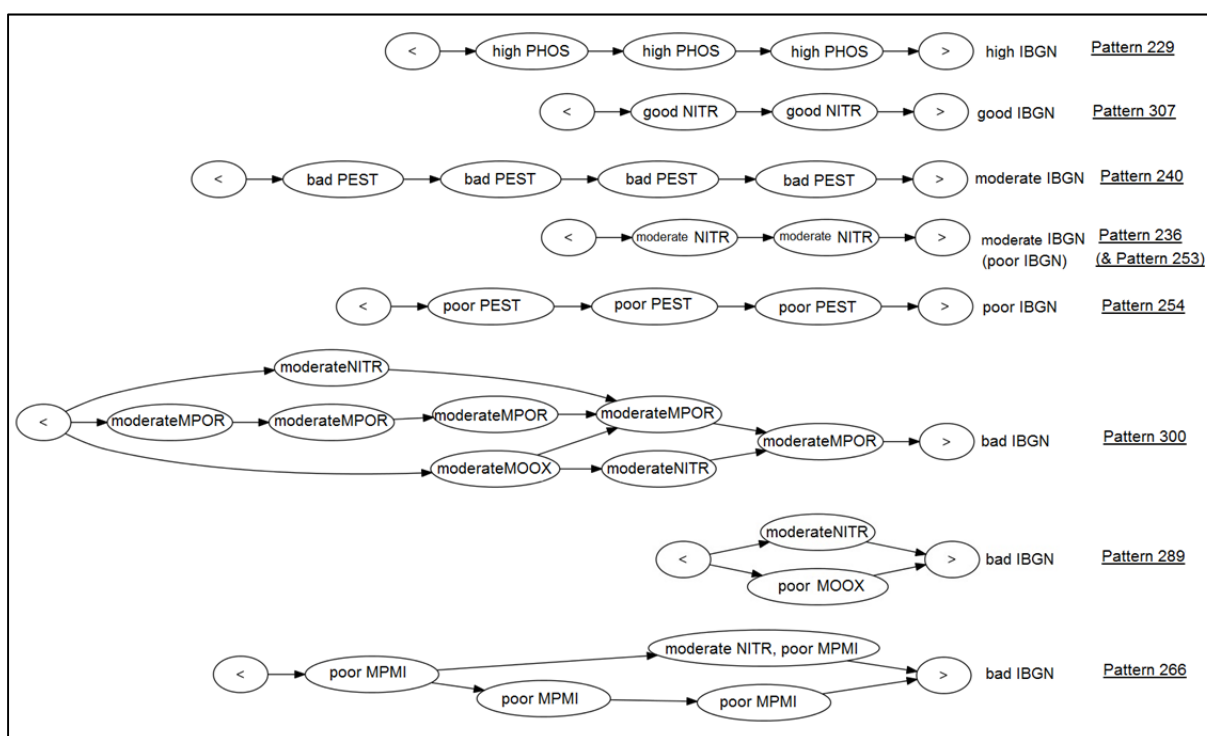 < high PHOS high PHOS high PHOS > high IBGN Pattern 229
< good NITR good NITR > good IBGN Pattern 307
< bad PEST bad PEST bad PEST bad PEST > moderate IBGN Pattern 240
< moderate NITR moderate NITR > moderate IBGN Pattern 236
(poor IBGN) (& Pattern 253)
< poor PEST poor PEST poor PEST > poor IBGN Pattern 254
moderateNITR
< moderateMPOR moderateMPOR moderateMPOR moderateMPOR
moderateMPOR > bad IBGN Pattern 300
moderateMOOX moderateNITR
moderateNITR
< > bad IBGN Pattern 289
poor MOOX
moderate NITR, poor MPMI
< poor MPMI > bad IBGN Pattern 266
poor MPMI poor MPMI